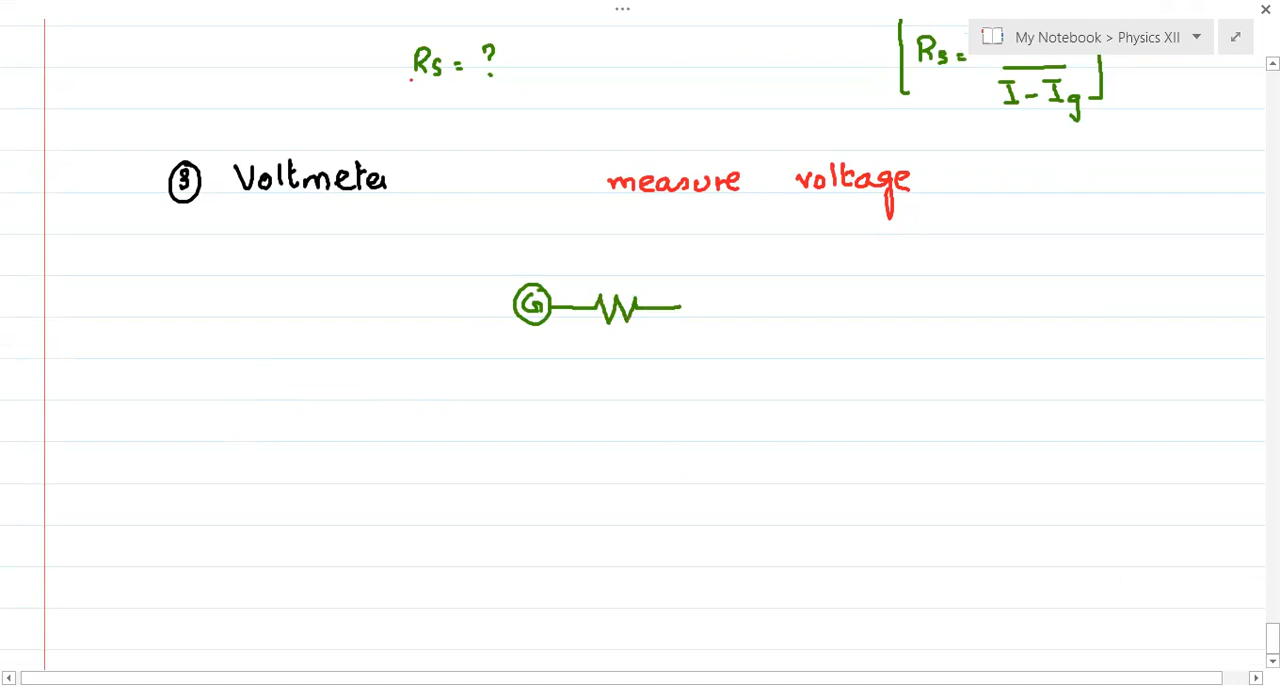 My Notebook > Physics XII
Rs = ?
[Rs =
I - Ig]
③ Voltmeter measure voltage
G